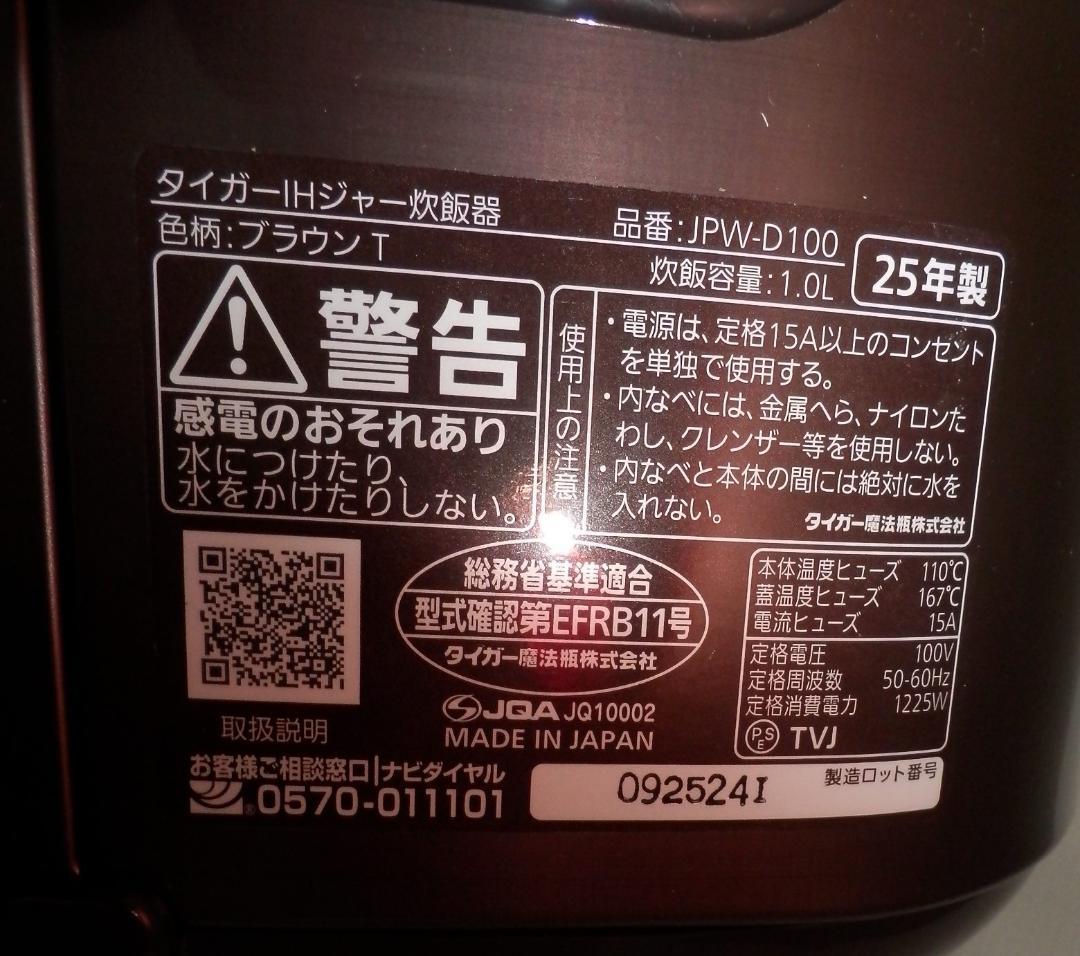 タイガーIHジャー炊飯器
品番:JPW-D100
色柄:ブラウン T
炊飯容量:1.0L
25年製
警告
感電のおそれあり
水につけたり、
水をかけたりしない。
使用上の注意
・電源は、定格15A以上のコンセント
を単独で使用する。
・内なべには、金属へら、ナイロンた
わし、クレンザー等を使用しない。
・内なべと本体の間には絶対に水を
入れない。
タイガー魔法瓶株式会社
取扱説明
総務省基準適合
型式確認第EFRB11号
タイガー魔法瓶株式会社
JQA JQ10002
MADE IN JAPAN
本体温度ヒューズ 110℃
蓋温度ヒューズ 167℃
電流ヒューズ 15A
定格電圧 100V
定格周波数 50-60Hz
定格消費電力 1225W
PSE TVJ
お客様ご相談窓口|ナビダイヤル
® 0570-011101
092524I
製造ロット番号